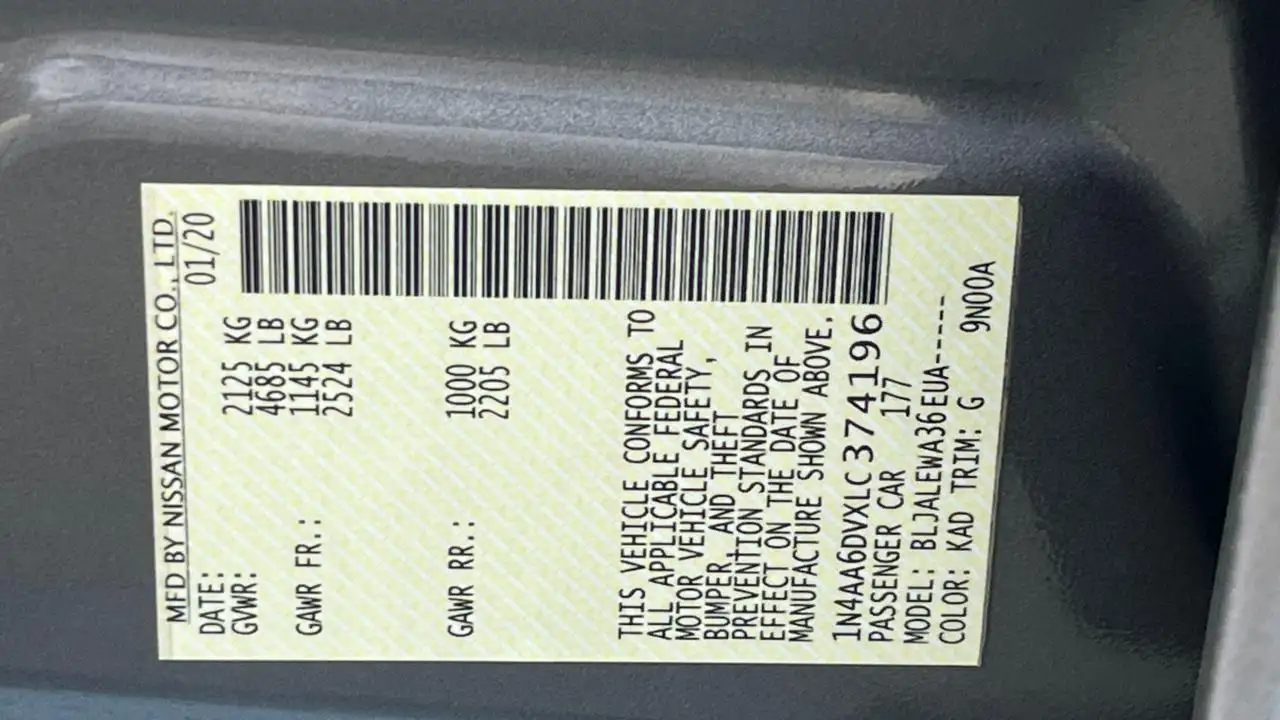 MFD BY NISSAN MOTOR CO., LTD.
DATE: 01/20
GVWR: 2125 KG
4685 LB
GAWR FR.: 1145 KG
2524 LB
GAWR RR.: 1000 KG
2205 LB
THIS VEHICLE CONFORMS TO
ALL APPLICABLE FEDERAL
MOTOR VEHICLE SAFETY,
BUMPER, AND THEFT
PREVENTION STANDARDS IN
EFFECT ON THE DATE OF
MANUFACTURE SHOWN ABOVE.
1N4AA6DVXLC374196
PASSENGER CAR 177
MODEL: BLJALEWA36EUA-----
COLOR: KAD TRIM: G 9N00A